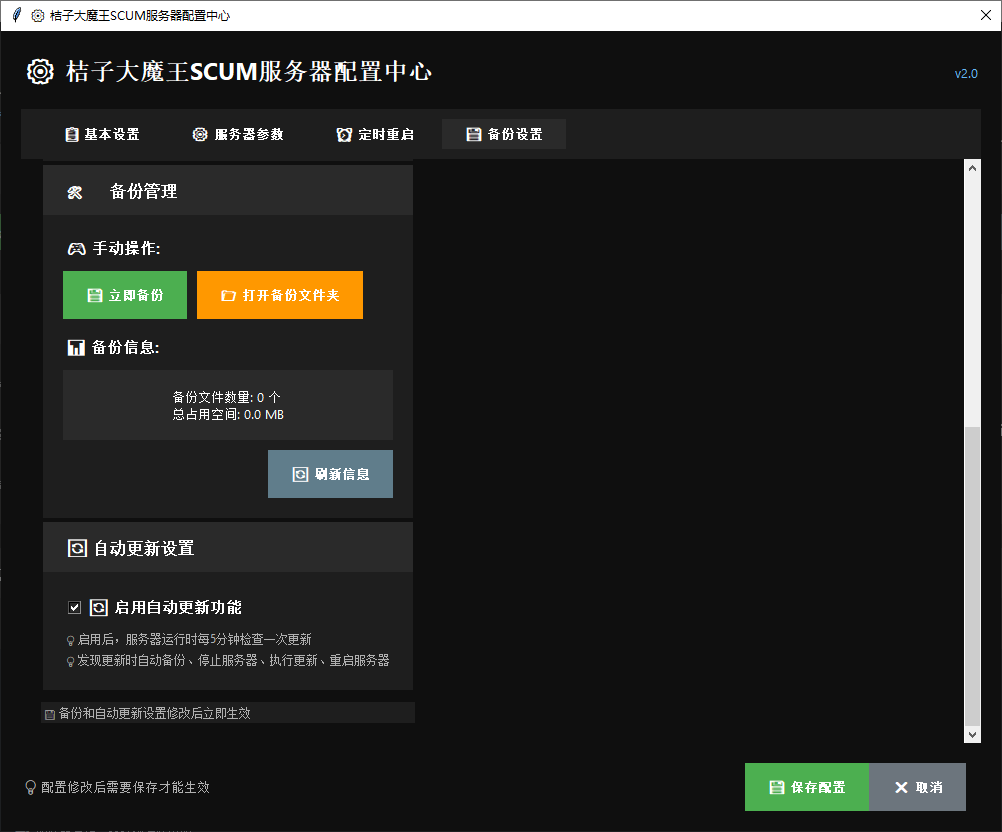 桔子大魔王SCUM服务器配置中心
桔子大魔王SCUM服务器配置中心
v2.0
基本设置 服务器参数 定时重启 备份设置
备份管理
手动操作:
立即备份 打开备份文件夹
备份信息:
备份文件数量: 0 个
总占用空间: 0.0 MB
刷新信息
自动更新设置
启用自动更新功能
启用后，服务器运行时每5分钟检查一次更新
发现更新时自动备份、停止服务器、执行更新、重启服务器
备份和自动更新设置修改后立即生效
配置修改后需要保存才能生效
保存配置 取消